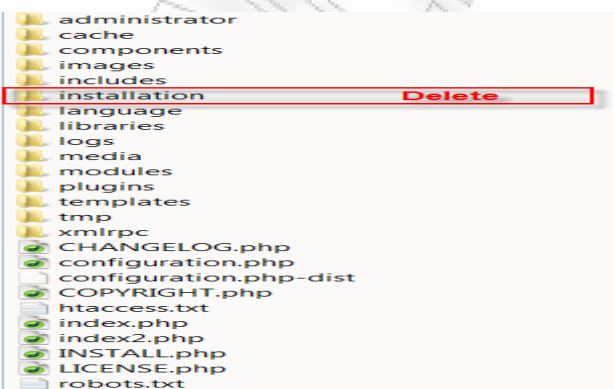 administrator
cache
components
images
includes
installation Delete
language
libraries
logs
media
modules
plugins
templates
tmp
xmlrpc
CHANGELOG.php
configuration.php
configuration.php-dist
COPYRIGHT.php
htaccess.txt
index.php
index2.php
INSTALL.php
LICENSE.php
robots.txt